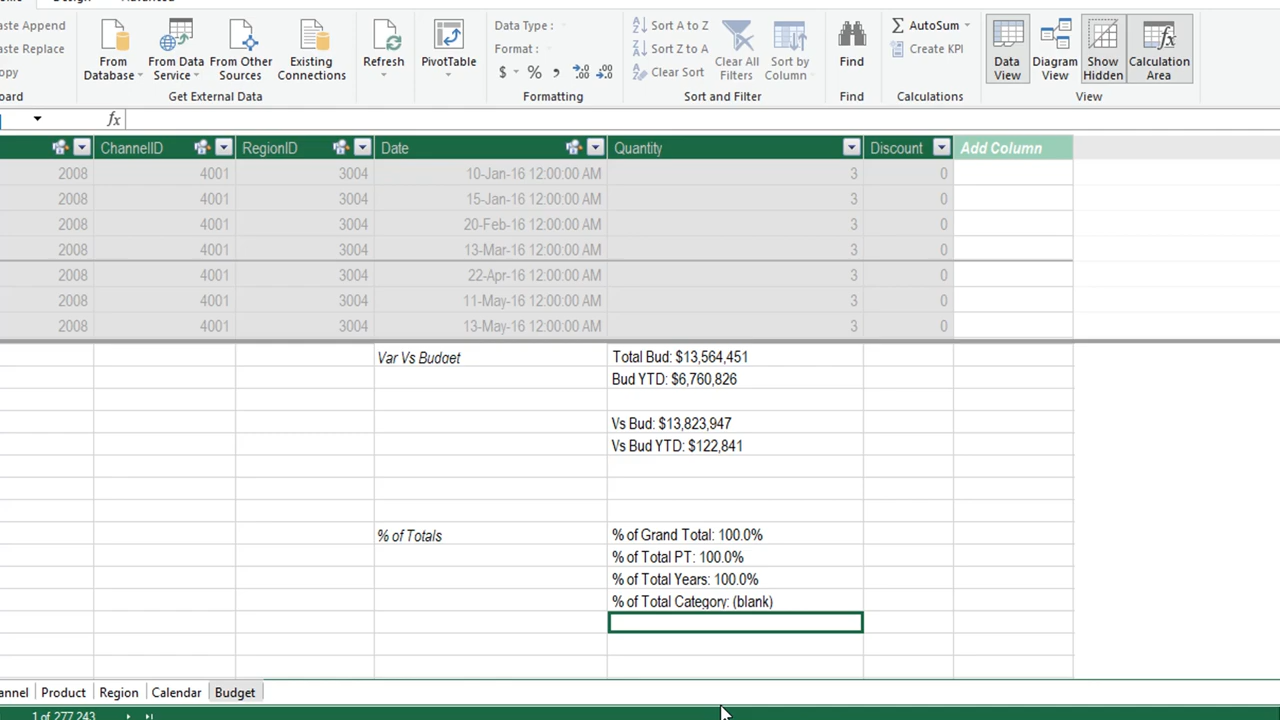 Design
Advanced
Paste Append
Paste Replace
Copy
From Database
From Data Service
From Other Sources
Existing Connections
Get External Data
Refresh
PivotTable
Data Type :
Format :
$ % , .00
Formatting
Sort A to Z
Sort Z to A
Clear Sort
Clear All Filters
Sort by Column
Sort and Filter
Find
Find
AutoSum
Create KPI
Calculations
Data View
Diagram View
Show Hidden
Calculation Area
View
fx
ChannelID RegionID Date Quantity Discount Add Column
2008 4001 3004 10-Jan-16 12:00:00 AM 3 0
2008 4001 3004 15-Jan-16 12:00:00 AM 3 0
2008 4001 3004 20-Feb-16 12:00:00 AM 3 0
2008 4001 3004 13-Mar-16 12:00:00 AM 3 0
2008 4001 3004 22-Apr-16 12:00:00 AM 3 0
2008 4001 3004 11-May-16 12:00:00 AM 3 0
2008 4001 3004 13-May-16 12:00:00 AM 3 0
Var Vs Budget Total Bud: $13,564,451
Bud YTD: $6,760,826
Vs Bud: $13,823,947
Vs Bud YTD: $122,841
% of Totals % of Grand Total: 100.0%
% of Total PT: 100.0%
% of Total Years: 100.0%
% of Total Category: (blank)
annel Product Region Calendar Budget
1 of 277,243